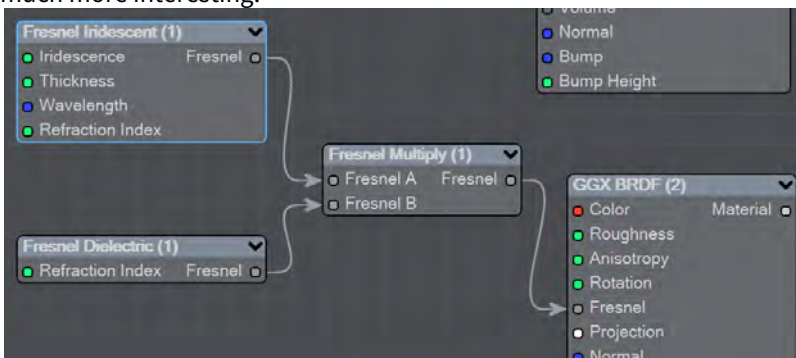 much more interesting.
Fresnel Iridescent (1)
Iridescence Fresnel
Thickness
Wavelength
Refraction Index
Volume
Normal
Bump
Bump Height
Fresnel Multiply (1)
Fresnel A Fresnel
Fresnel B
Fresnel Dielectric (1)
Refraction Index Fresnel
GGX BRDF (2)
Color Material
Roughness
Anisotropy
Rotation
Fresnel
Projection
Normal